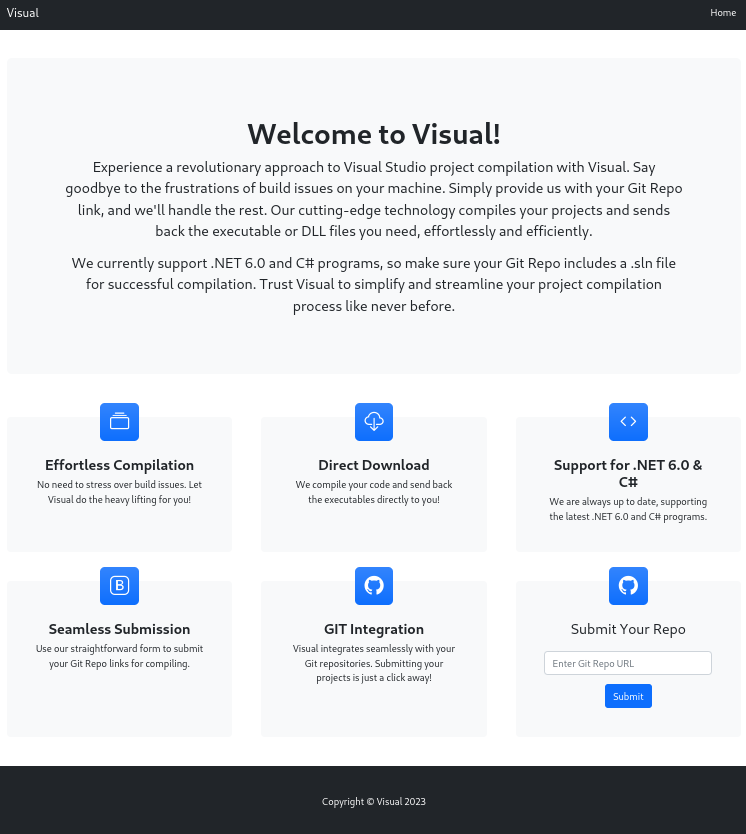 Visual
Home
Welcome to Visual!
Experience a revolutionary approach to Visual Studio project compilation with Visual. Say
goodbye to the frustrations of build issues on your machine. Simply provide us with your Git Repo
link, and we'll handle the rest. Our cutting-edge technology compiles your projects and sends
back the executable or DLL files you need, effortlessly and efficiently.
We currently support .NET 6.0 and C# programs, so make sure your Git Repo includes a .sln file
for successful compilation. Trust Visual to simplify and streamline your project compilation
process like never before.
Effortless Compilation
No need to stress over build issues. Let
Visual do the heavy lifting for you!
Direct Download
We compile your code and send back
the executables directly to you!
Support for .NET 6.0 &
C#
We are always up to date, supporting
the latest .NET 6.0 and C# programs.
B
Seamless Submission
Use our straightforward form to submit
your Git Repo links for compiling.
GIT Integration
Visual integrates seamlessly with your
Git repositories. Submitting your
projects is just a click away!
Submit Your Repo
Enter Git Repo URL
Submit
Copyright © Visual 2023